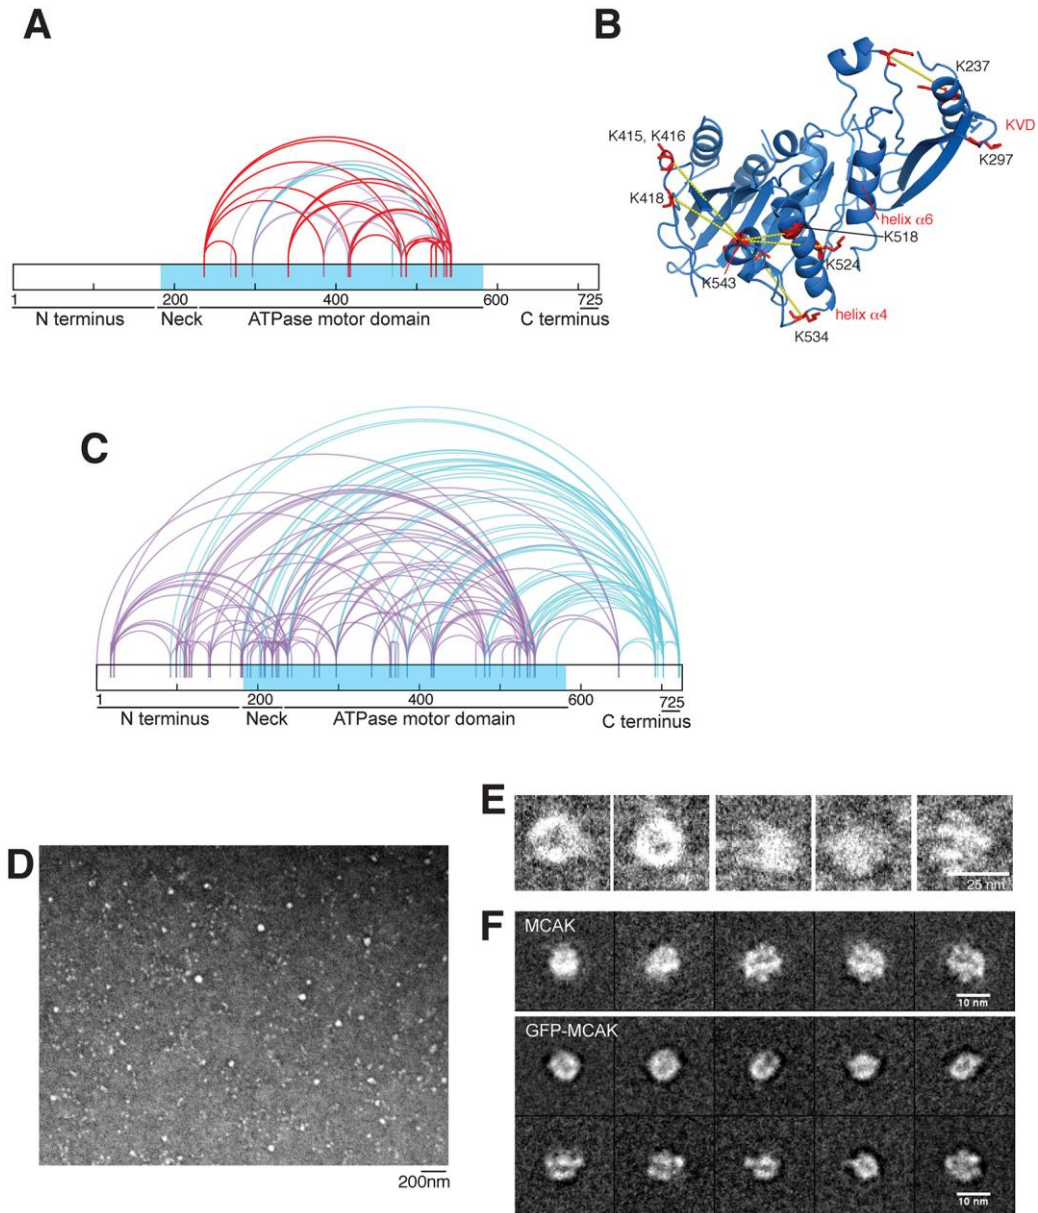 A
1 200 400 600 725
N terminus Neck ATPase motor domain C terminus
B
K237
KVD
K297
K415, K416
K418
helix α6
K518
K524
K543
helix α4
K534
C
1 200 400 600 725
N terminus Neck ATPase motor domain C terminus
D
200nm
E
25 nm
F
MCAK
10 nm
GFP-MCAK
10 nm